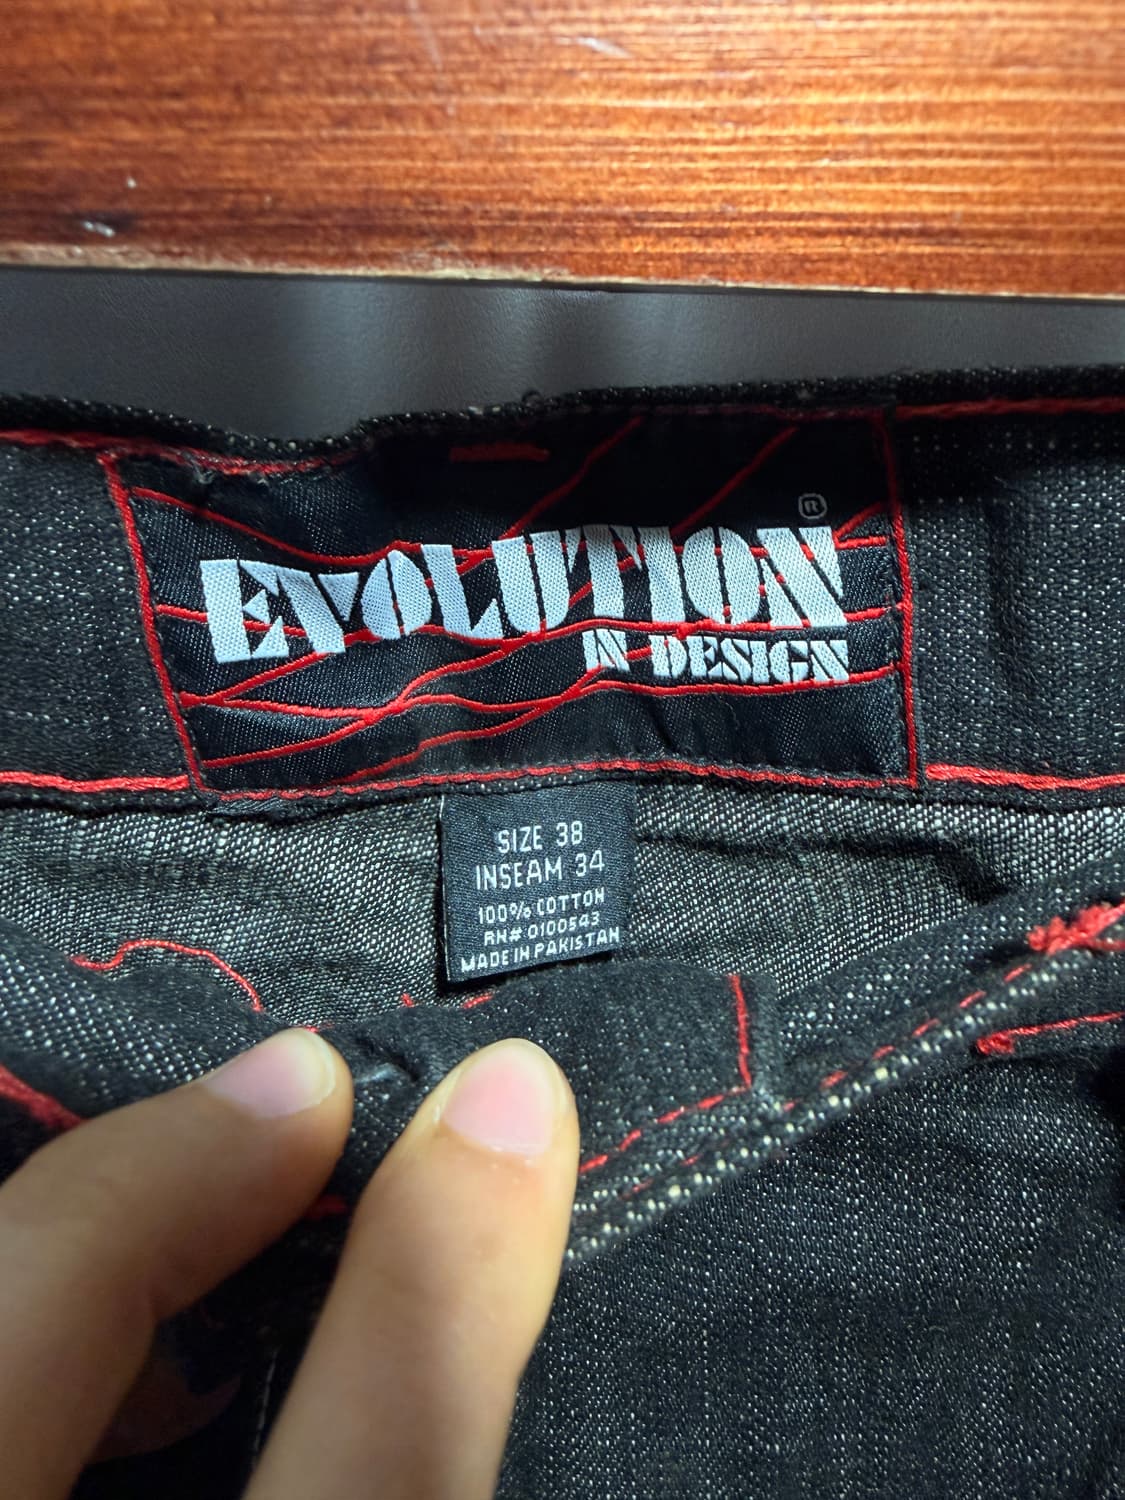 EVOLUTION ®
IN DESIGN
SIZE 38
INSEAM 34
100% COTTON
RN# 0100543
MADE IN PAKISTAN